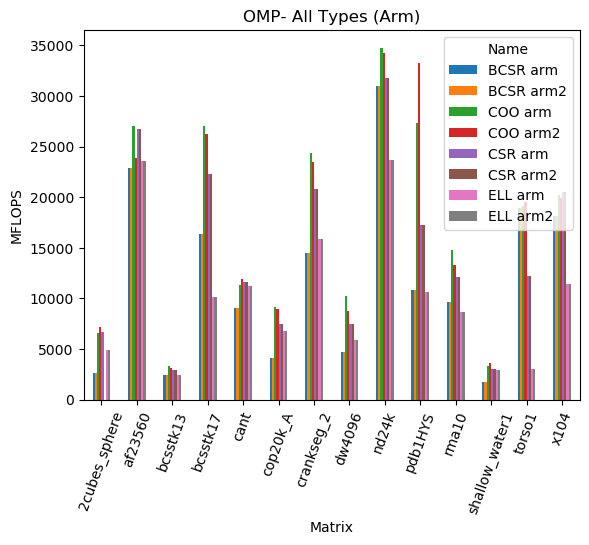 OMP- All Types (Arm)
MFLOPS
35000
30000
25000
20000
15000
10000
5000
0
Name
BCSR arm
BCSR arm2
COO arm
COO arm2
CSR arm
CSR arm2
ELL arm
ELL arm2
2cubes_sphere
af23560
bcsstk13
bcsstk17
cant
cop20k_A
crankseg_2
dw4096
nd24k
pdb1HYS
rma10
shallow_water1
torso1
x104
Matrix